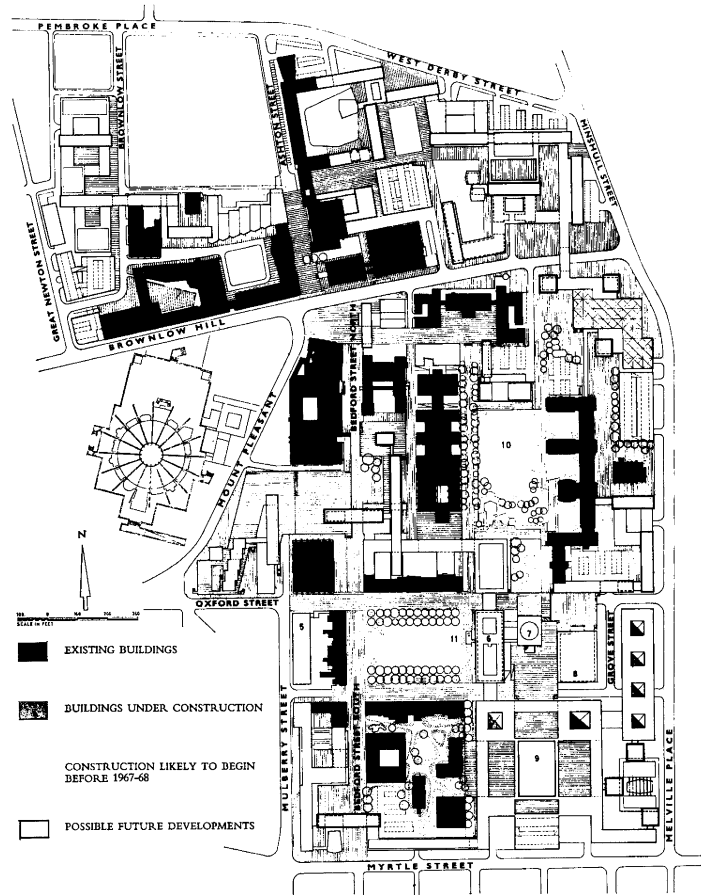 PEMBROKE PLACE
WEST DERBY STREET
BROWNLOW STREET
ASHTON STREET
MINSHULL STREET
GREAT NEWTON STREET
BROWNLOW HILL
BEDFORD STREET NORTH
MOUNT PLEASANT
10
N
OXFORD STREET
SCALE IN FEET
5
11
6
7
8
GROVE STREET
EXISTING BUILDINGS
BUILDINGS UNDER CONSTRUCTION
CONSTRUCTION LIKELY TO BEGIN
BEFORE 1967-68
POSSIBLE FUTURE DEVELOPMENTS
MULBERRY STREET
BEDFORD STREET SOUTH
9
MELVILLE PLACE
MYRTLE STREET